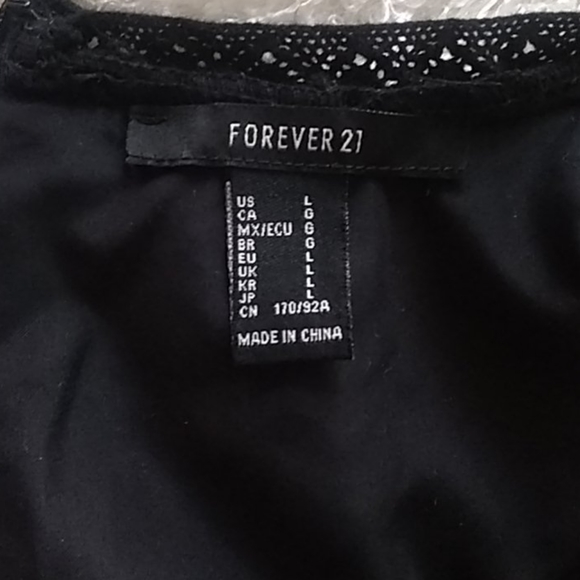 FOREVER 21
US L
CA G
MX/ECU G
BR G
EU L
UK L
KR L
JP L
CN 170/92A
MADE IN CHINA